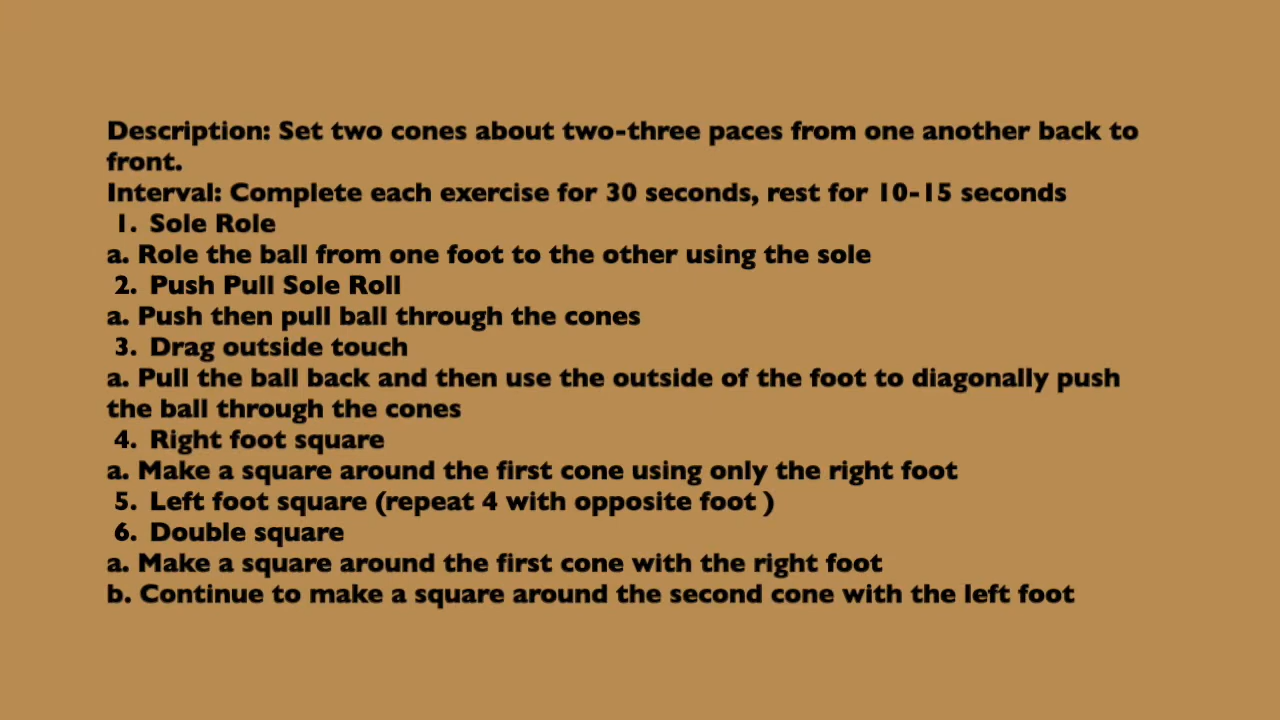 Description: Set two cones about two-three paces from one another back to
front.
Interval: Complete each exercise for 30 seconds, rest for 10-15 seconds
1. Sole Role
a. Role the ball from one foot to the other using the sole
2. Push Pull Sole Roll
a. Push then pull ball through the cones
3. Drag outside touch
a. Pull the ball back and then use the outside of the foot to diagonally push
the ball through the cones
4. Right foot square
a. Make a square around the first cone using only the right foot
5. Left foot square (repeat 4 with opposite foot )
6. Double square
a. Make a square around the first cone with the right foot
b. Continue to make a square around the second cone with the left foot